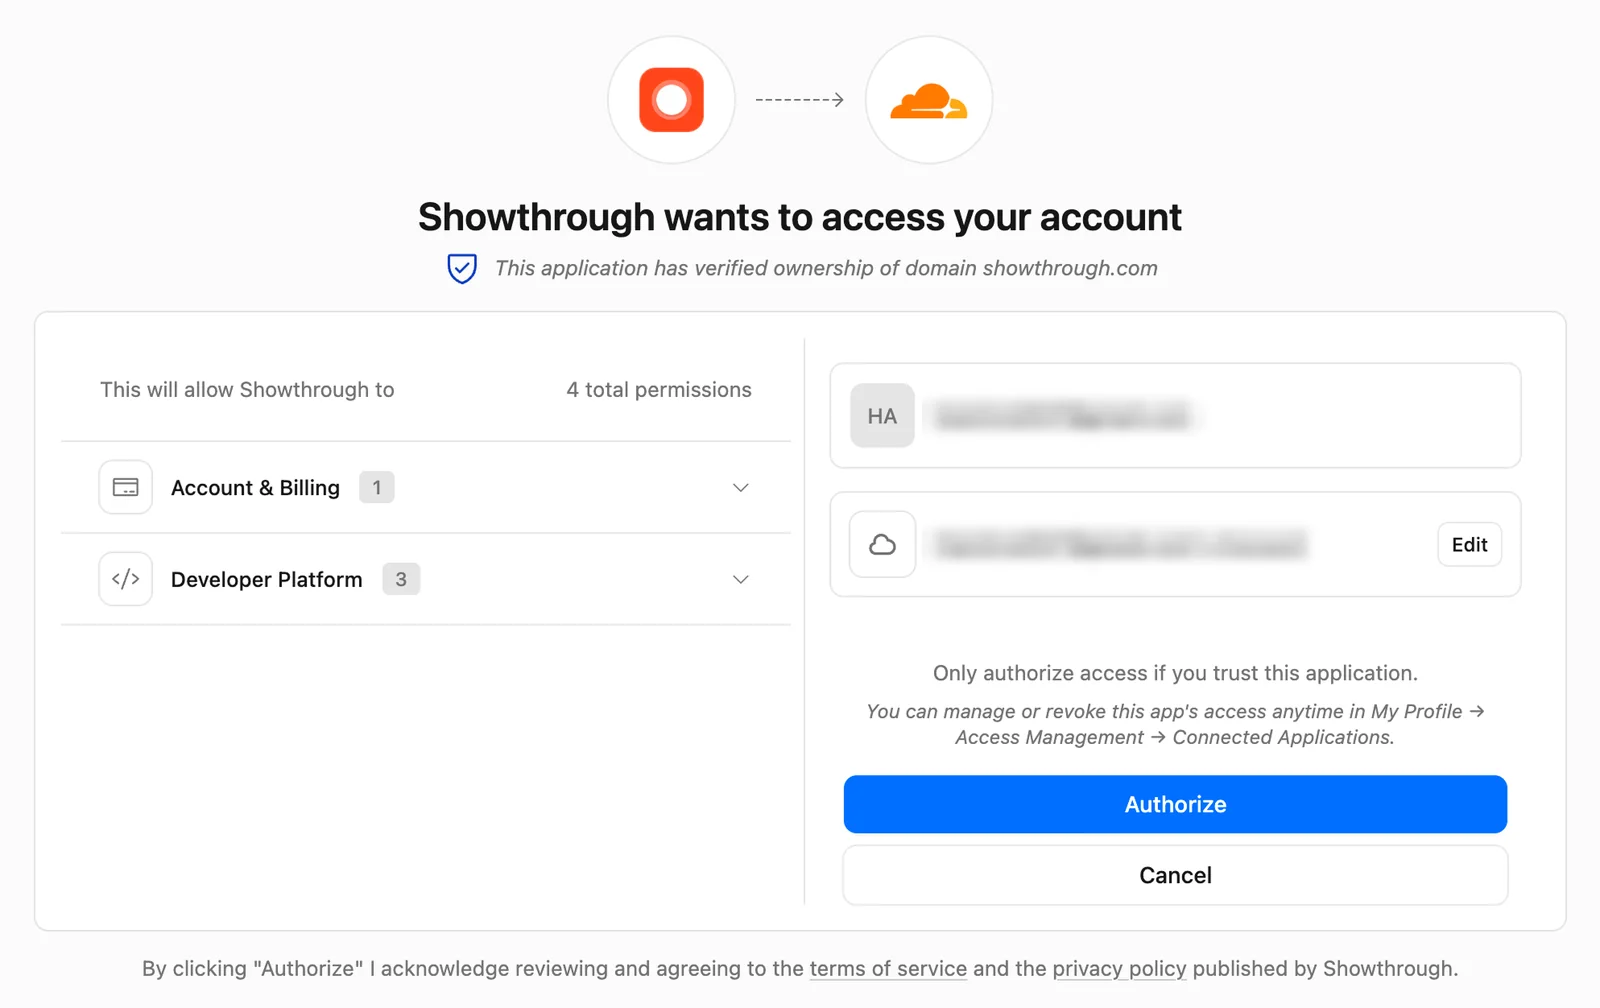 Showthrough wants to access your account
This application has verified ownership of domain showthrough.com
This will allow Showthrough to
4 total permissions
Account & Billing 1
</> Developer Platform 3
HA
Edit
Only authorize access if you trust this application.
You can manage or revoke this app's access anytime in My Profile →
Access Management → Connected Applications.
Authorize
Cancel
By clicking "Authorize" I acknowledge reviewing and agreeing to the terms of service and the privacy policy published by Showthrough.